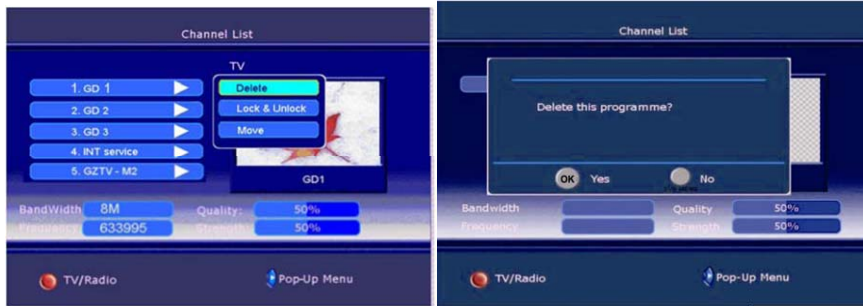 Channel List
TV
1. GD 1
2. GD 2
3. GD 3
4. INT service
5. GZTV - M2
Delete
Lock & Unlock
Move
GD1
BandWidth 8M Quality: 50%
Frequency 633995 Strength: 50%
TV/Radio Pop-Up Menu
Channel List
Delete this programme?
OK Yes No
Bandwidth Quality 50%
Frequency Strength 50%
TV/Radio Pop-Up Menu